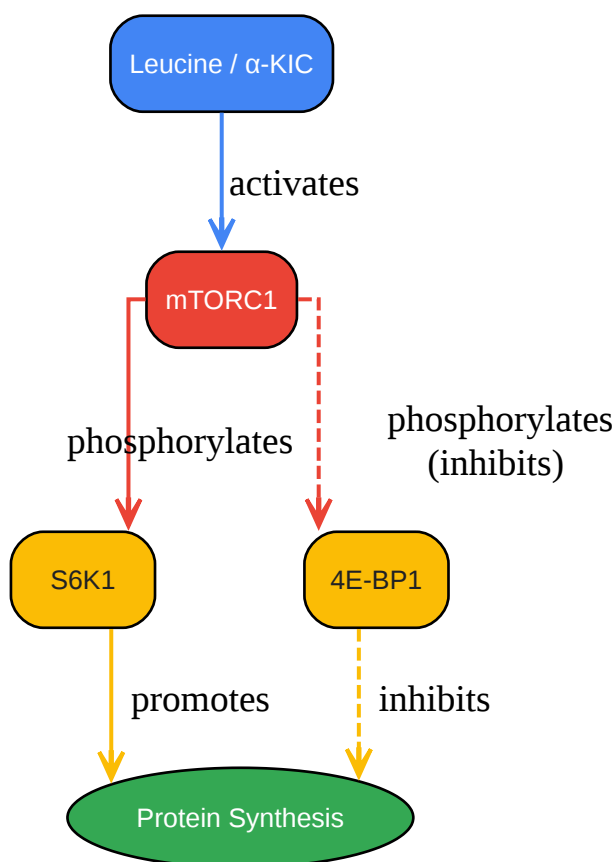 Leucine / α-KIC
activates
mTORC1
phosphorylates
phosphorylates
(inhibits)
S6K1
4E-BP1
promotes
inhibits
Protein Synthesis